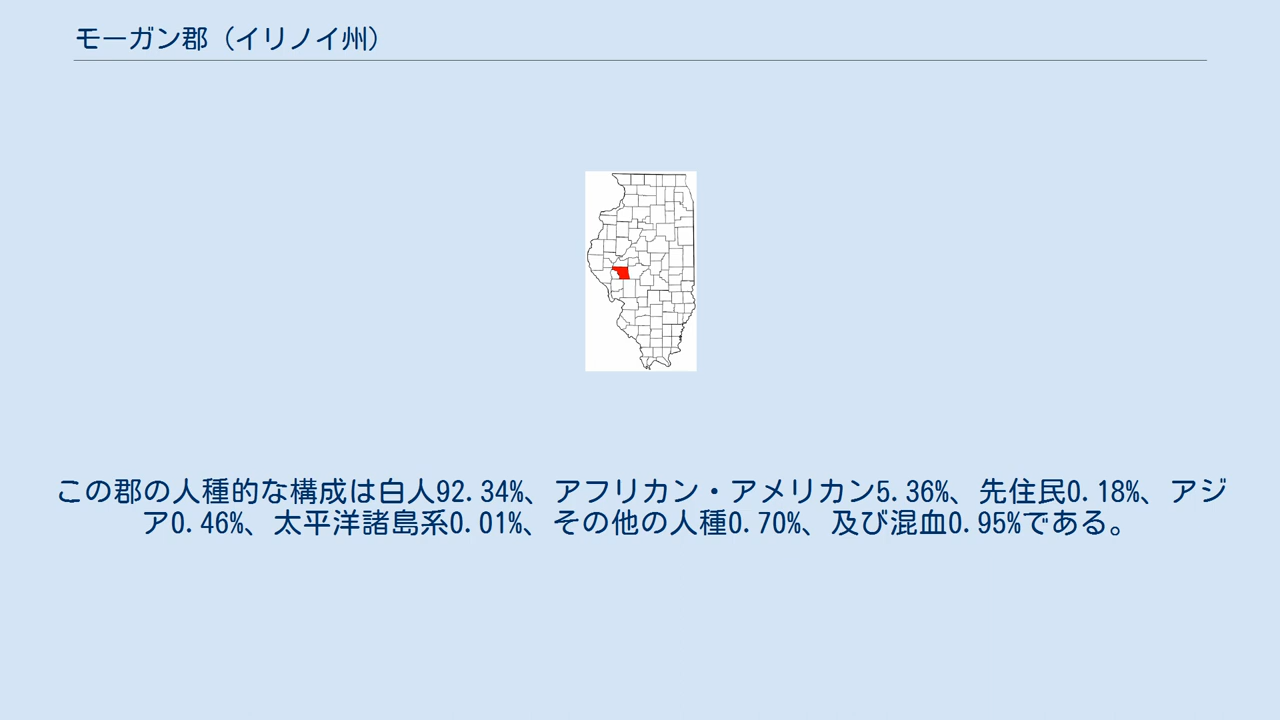 モーガン郡（イリノイ州）
この郡の人種的な構成は白人92.34%、アフリカン・アメリカン5.36%、先住民0.18%、アジ
ア0.46%、太平洋諸島系0.01%、その他の人種0.70%、及び混血0.95%である。